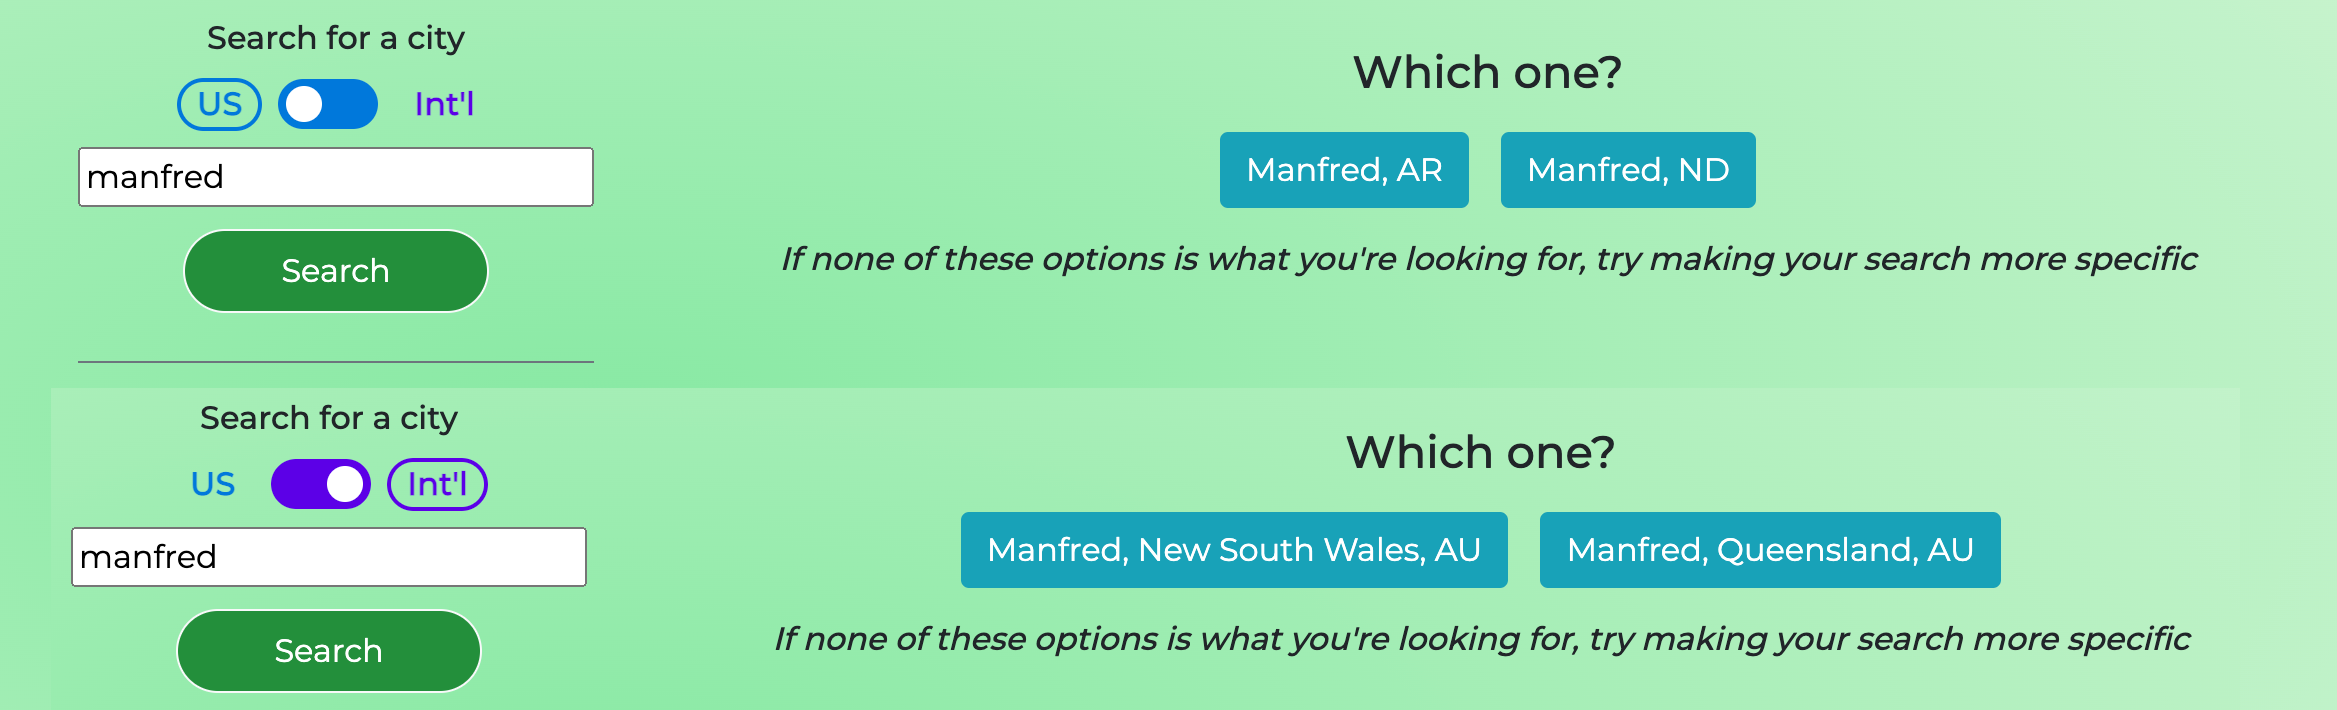 Search for a city
US Int'l
manfred
Search
Which one?
Manfred, AR Manfred, ND
If none of these options is what you're looking for, try making your search more specific
Search for a city
US Int'l
manfred
Search
Which one?
Manfred, New South Wales, AU Manfred, Queensland, AU
If none of these options is what you're looking for, try making your search more specific